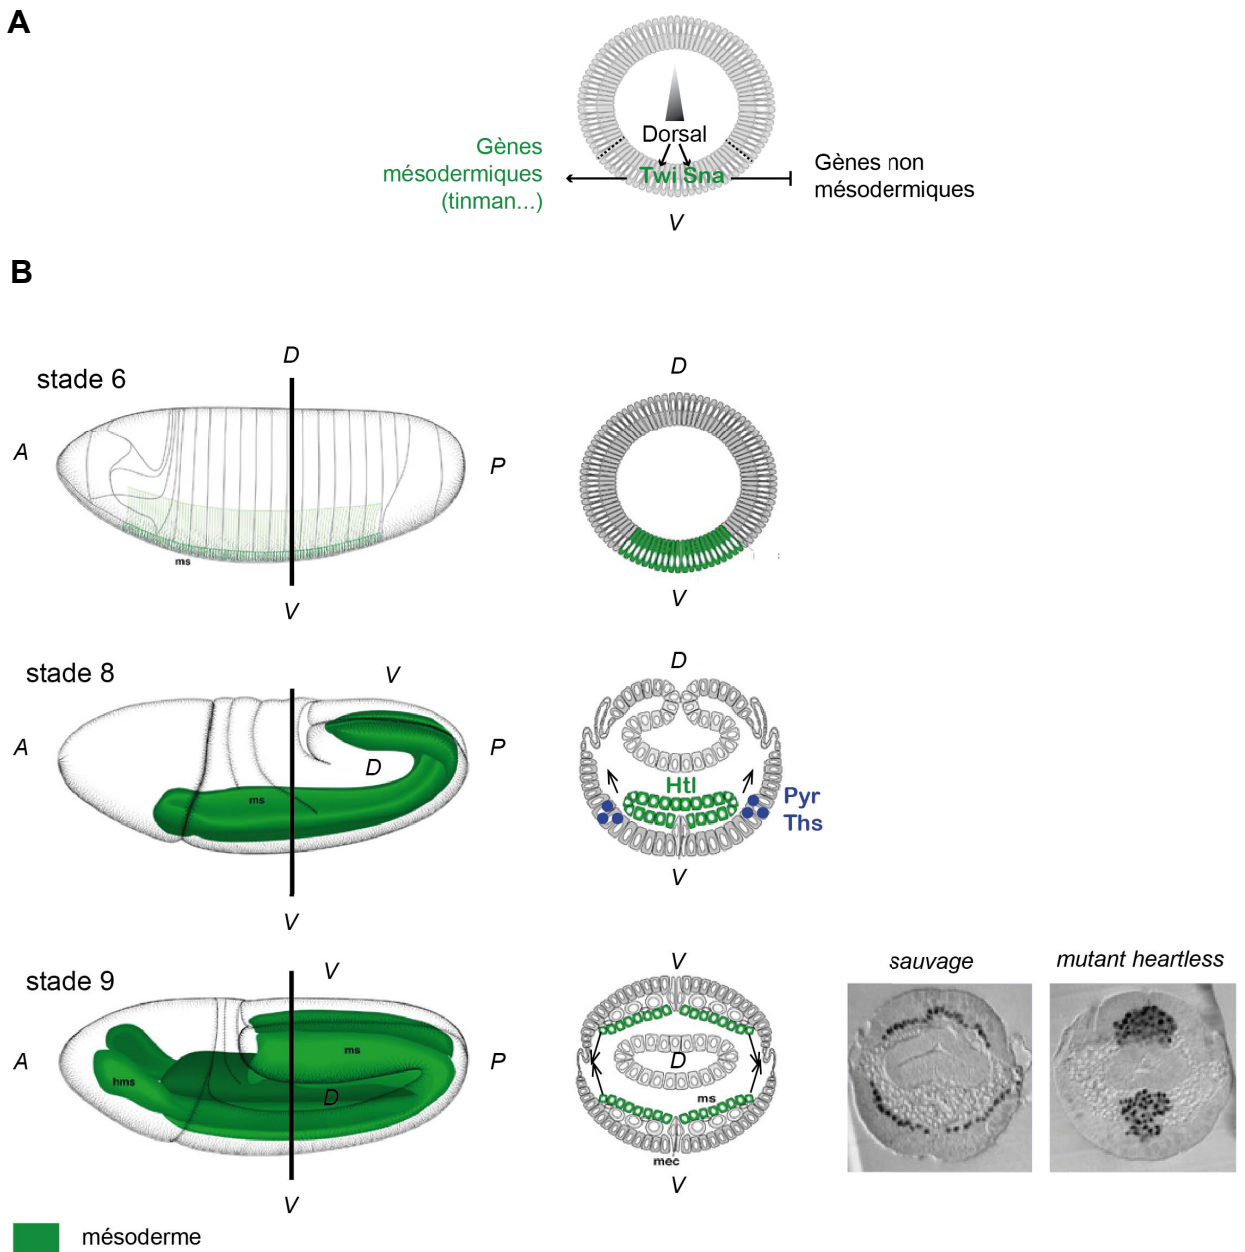 A
Dorsal
Twi Sna
Gènes
mésodermiques
(tinman...)
Gènes non
mésodermiques
V
B
stade 6
D
A
P
ms
V
D
V
stade 8
V
A
P
D
ms
V
D
Htl
Pyr
Ths
V
stade 9
V
A
P
ms
hms
D
V
V
D
ms
mec
V
sauvage
mutant heartless
mésoderme